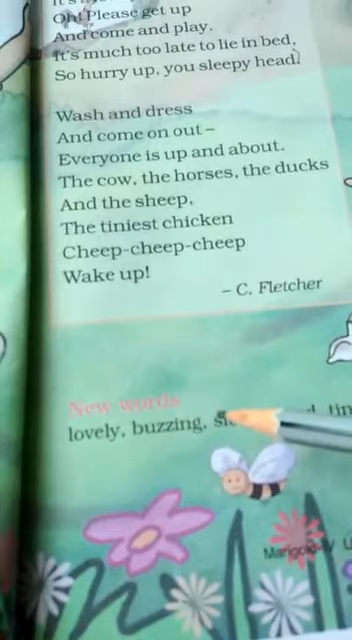 Oh! Please get up
And come and play.
It's much too late to lie in bed,
So hurry up, you sleepy head!
Wash and dress
And come on out –
Everyone is up and about.
The cow, the horses, the ducks
And the sheep,
The tiniest chicken
Cheep-cheep-cheep
Wake up!
– C. Fletcher
New words
lovely, buzzing,